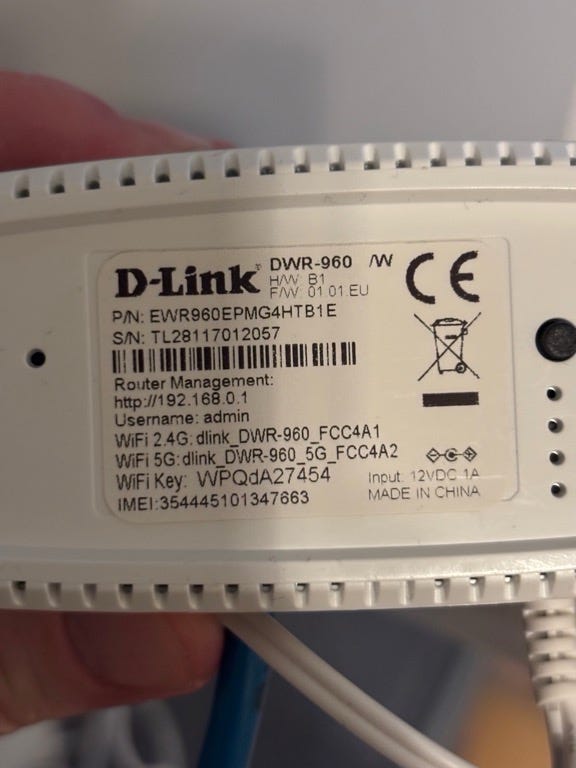 D-Link DWR-960 /W
H/W: B1
F/W: 01.01.EU
P/N: EWR960EPMG4HTB1E
S/N: TL28117012057
Router Management:
http://192.168.0.1
Username: admin
WiFi 2.4G: dlink_DWR-960_FCC4A1
WiFi 5G: dlink_DWR-960_5G_FCC4A2
WiFi Key: WPQdA27454
IMEI:354445101347663
CE
Input: 12VDC 1A
MADE IN CHINA